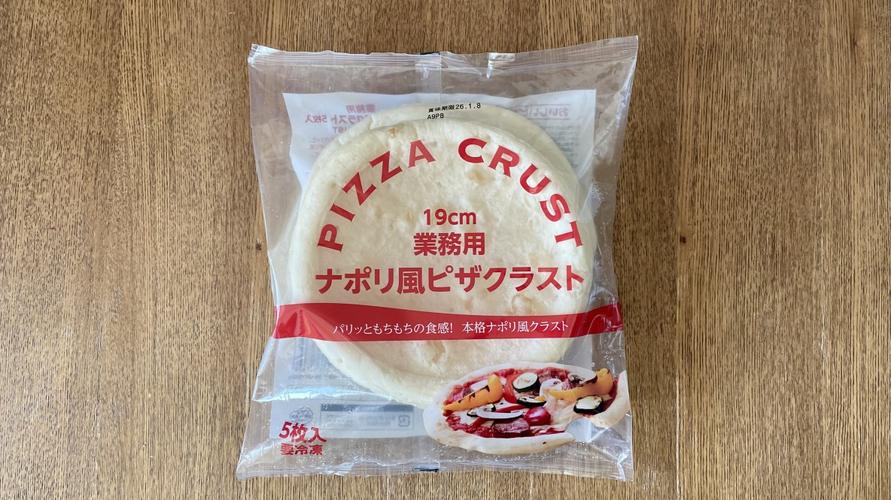 賞味期限26.1.8
A9PB
PIZZA CRUST
19cm
業務用
ナポリ風ピザクラスト
パリッともちもちの食感! 本格ナポリ風クラスト
5枚入
要冷凍